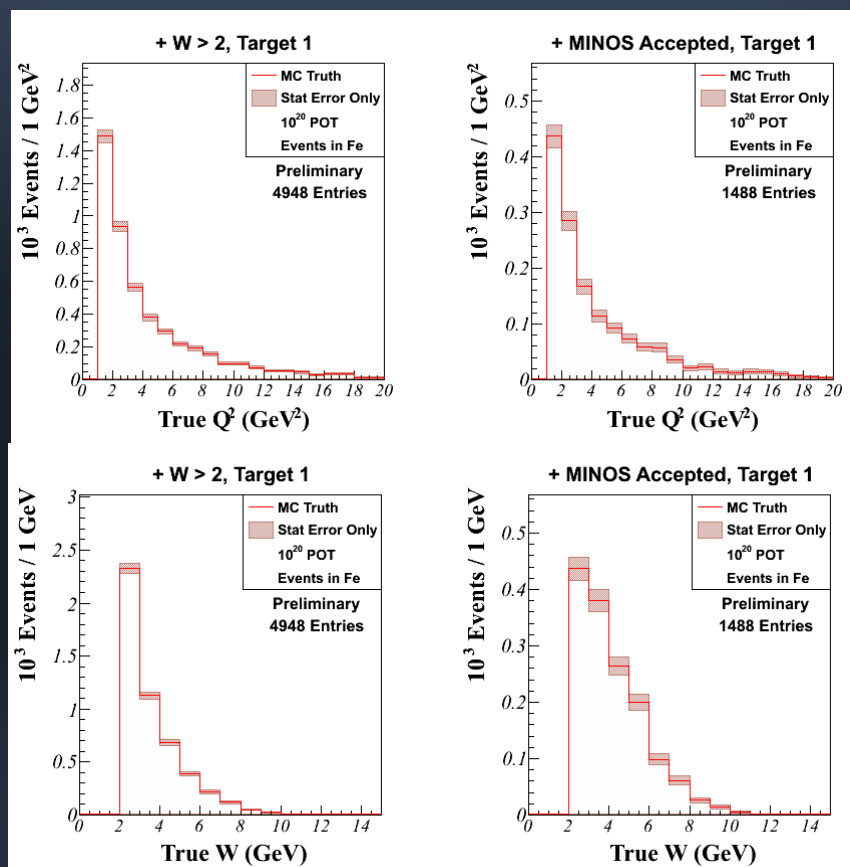 + W > 2, Target 1
10³ Events / 1 GeV²
1.8
1.6
1.4
1.2
1
0.8
0.6
0.4
0.2
0
MC Truth
Stat Error Only
10²⁰ POT
Events in Fe
Preliminary
4948 Entries
0 2 4 6 8 10 12 14 16 18 20
True Q² (GeV²)
+ MINOS Accepted, Target 1
10³ Events / 1 GeV²
0.5
0.4
0.3
0.2
0.1
0
MC Truth
Stat Error Only
10²⁰ POT
Events in Fe
Preliminary
1488 Entries
0 2 4 6 8 10 12 14 16 18 20
True Q² (GeV²)
+ W > 2, Target 1
10³ Events / 1 GeV
3
2.5
2
1.5
1
0.5
0
MC Truth
Stat Error Only
10²⁰ POT
Events in Fe
Preliminary
4948 Entries
0 2 4 6 8 10 12 14
True W (GeV)
+ MINOS Accepted, Target 1
10³ Events / 1 GeV
0.5
0.4
0.3
0.2
0.1
0
MC Truth
Stat Error Only
10²⁰ POT
Events in Fe
Preliminary
1488 Entries
0 2 4 6 8 10 12 14
True W (GeV)